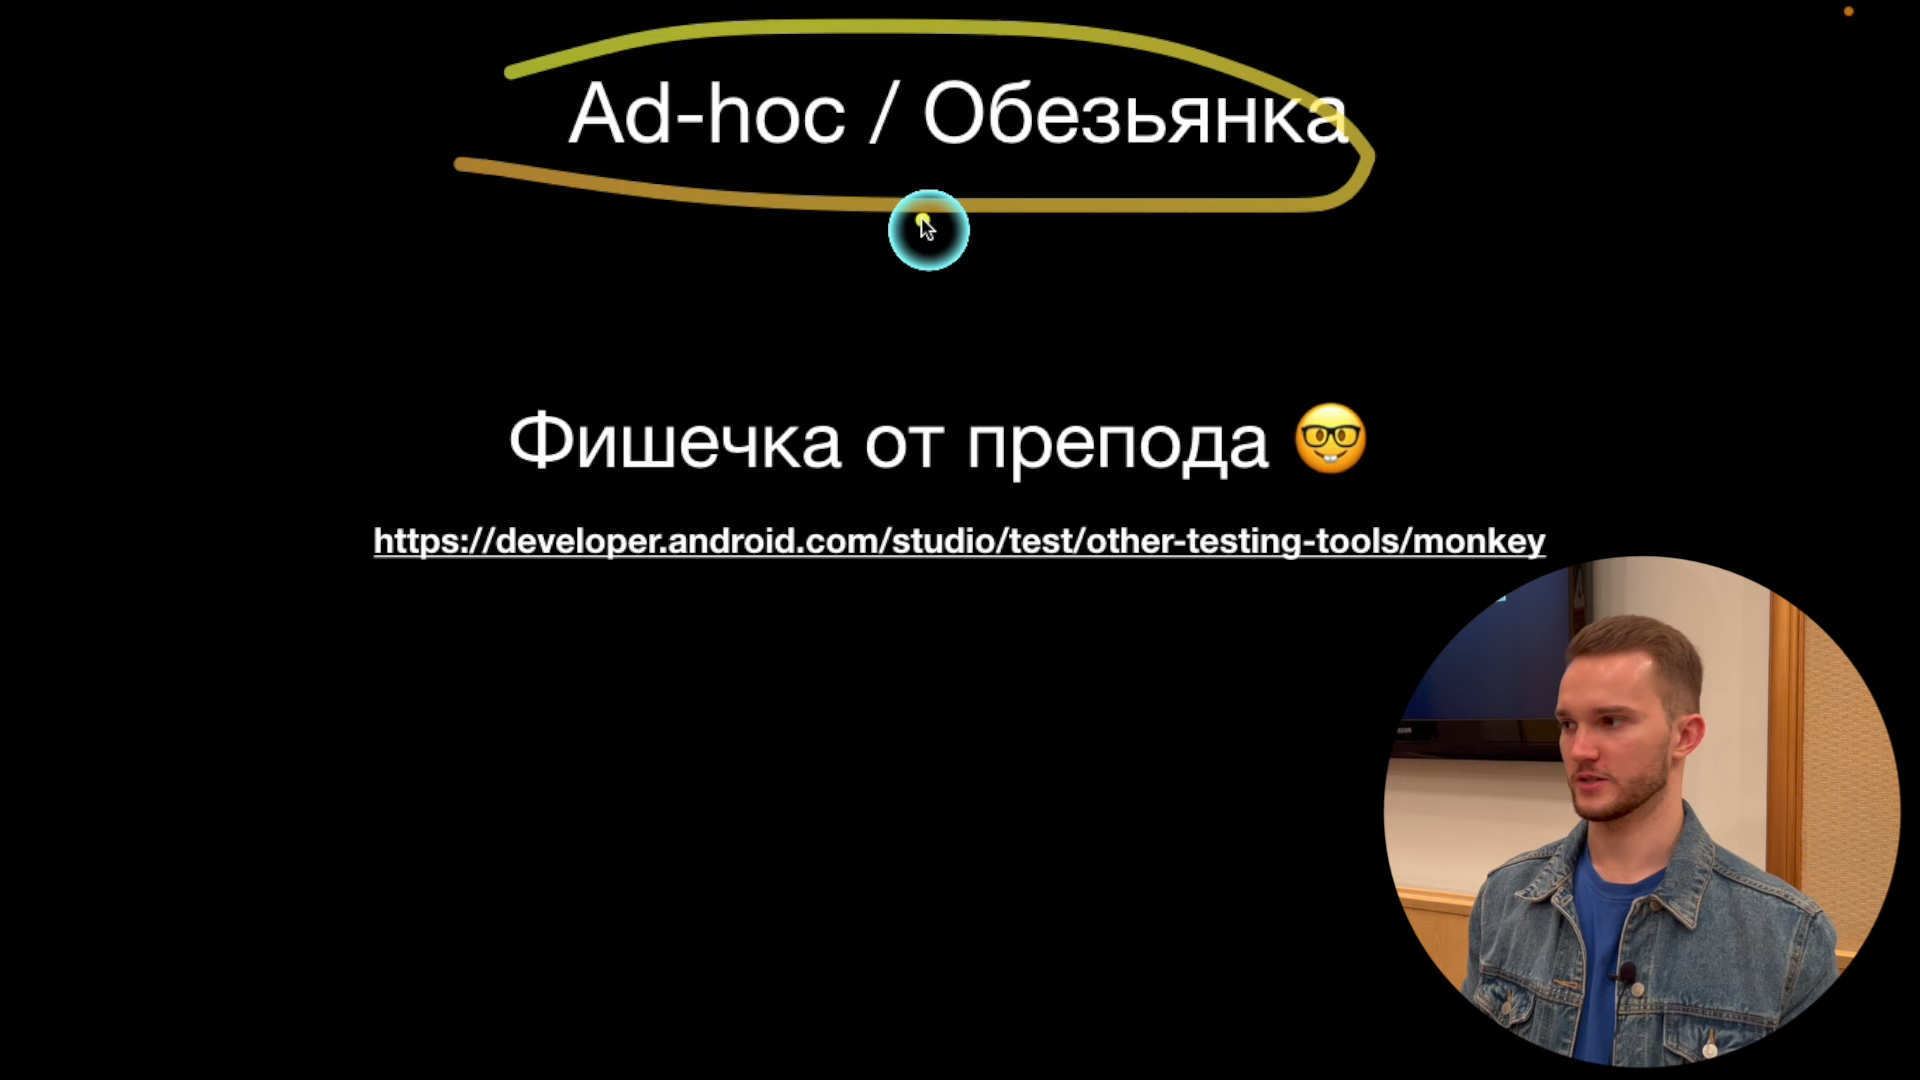 Ad-hoc / Обезьянка
Фишечка от препода 🤓
https://developer.android.com/studio/test/other-testing-tools/monkey